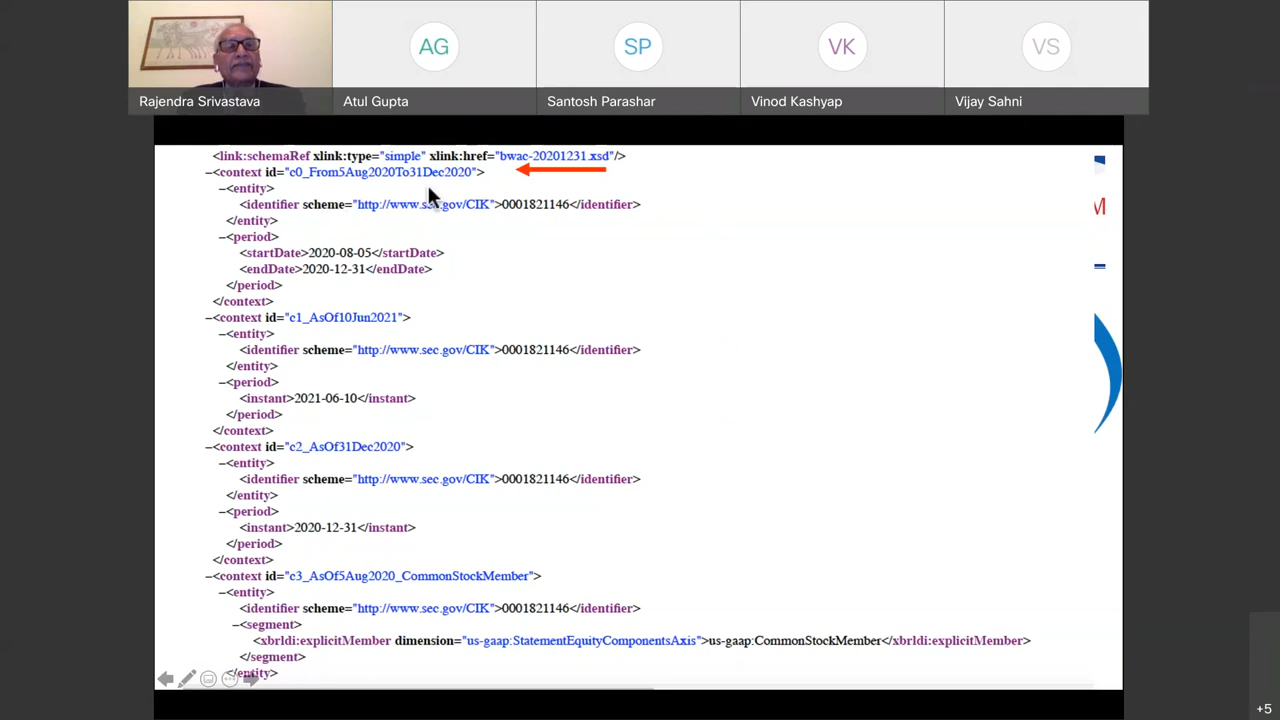 AG
SP
VK
VS
Rajendra Srivastava
Atul Gupta
Santosh Parashar
Vinod Kashyap
Vijay Sahni
<link:schemaRef xlink:type="simple" xlink:href="bwac-20201231.xsd"/>
–<context id="c0_From5Aug2020To31Dec2020">
–<entity>
<identifier scheme="http://www.sec.gov/CIK">0001821146</identifier>
</entity>
–<period>
<startDate>2020-08-05</startDate>
<endDate>2020-12-31</endDate>
</period>
</context>
–<context id="c1_AsOf10Jun2021">
–<entity>
<identifier scheme="http://www.sec.gov/CIK">0001821146</identifier>
</entity>
–<period>
<instant>2021-06-10</instant>
</period>
</context>
–<context id="c2_AsOf31Dec2020">
–<entity>
<identifier scheme="http://www.sec.gov/CIK">0001821146</identifier>
</entity>
–<period>
<instant>2020-12-31</instant>
</period>
</context>
–<context id="c3_AsOf5Aug2020_CommonStockMember">
–<entity>
<identifier scheme="http://www.sec.gov/CIK">0001821146</identifier>
–<segment>
<xbrldi:explicitMember dimension="us-gaap:StatementEquityComponentsAxis">us-gaap:CommonStockMember</xbrldi:explicitMember>
</segment>
</entity>
M
+5